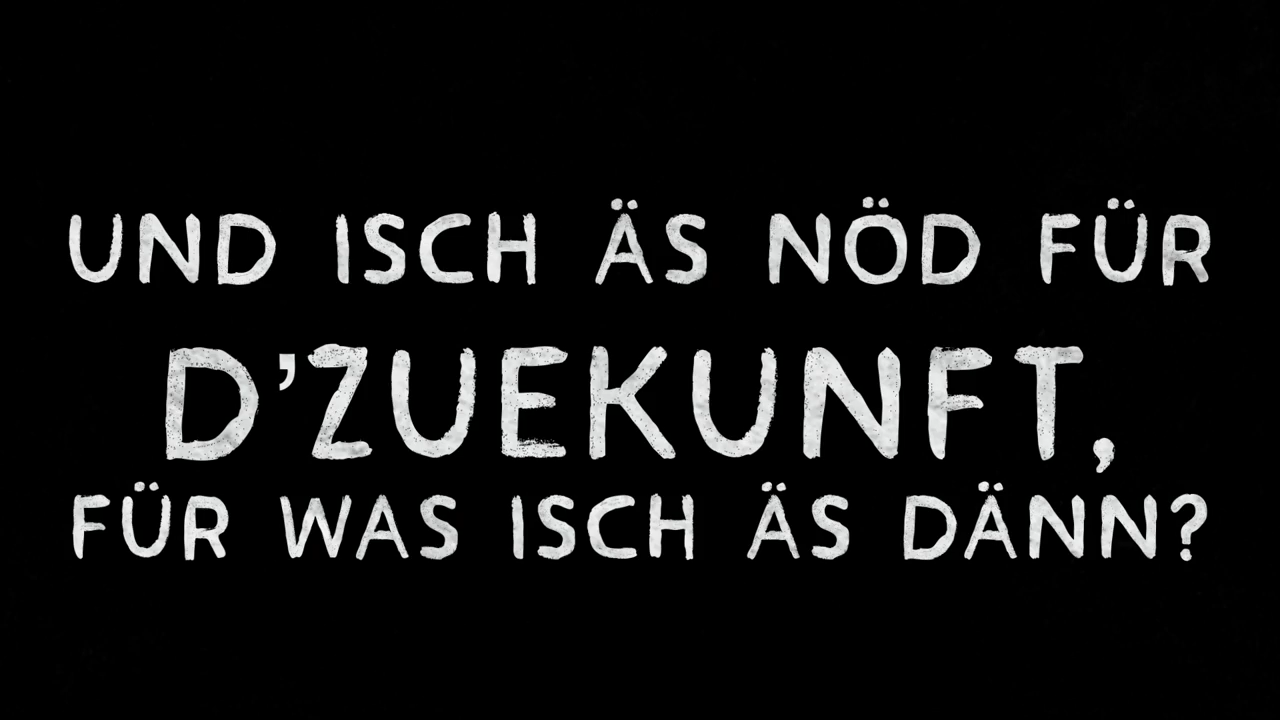 UND ISCH ÄS NÖD FÜR
D’ZUEKUNFT,
FÜR WAS ISCH ÄS DÄNN?